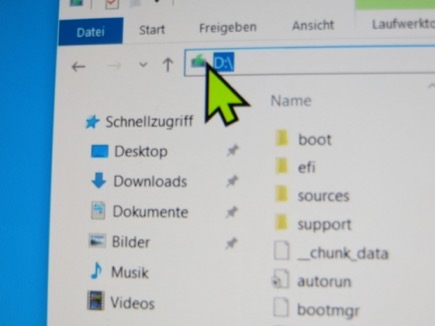 Datei Start Freigeben Ansicht
D:\
Name
Schnellzugriff
Desktop
Downloads
Dokumente
Bilder
Musik
Videos
boot
efi
sources
support
__chunk_data
autorun
bootmgr